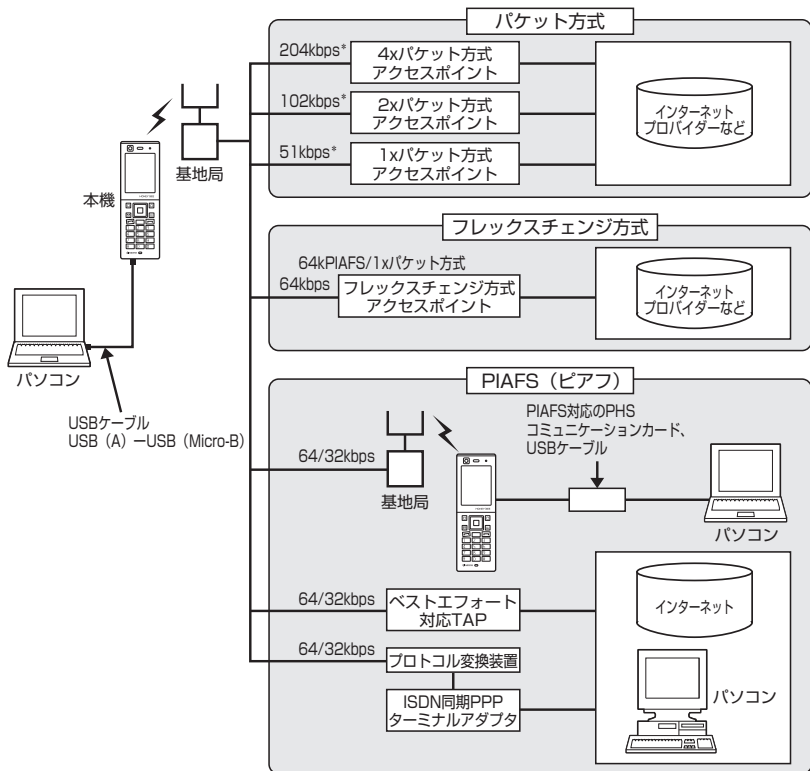 パケット方式
204kbps*
4xパケット方式
アクセスポイント
102kbps*
2xパケット方式
アクセスポイント
51kbps*
1xパケット方式
アクセスポイント
インターネット
プロバイダーなど
基地局
本機
パソコン
USBケーブル
USB（A）ーUSB（Micro-B）
フレックスチェンジ方式
64kPIAFS/1xパケット方式
64kbps
フレックスチェンジ方式
アクセスポイント
インターネット
プロバイダーなど
PIAFS（ピアフ）
PIAFS対応のPHS
コミュニケーションカード、
USBケーブル
64/32kbps
基地局
パソコン
64/32kbps
ベストエフォート
対応TAP
インターネット
64/32kbps
プロトコル変換装置
ISDN同期PPP
ターミナルアダプタ
パソコン